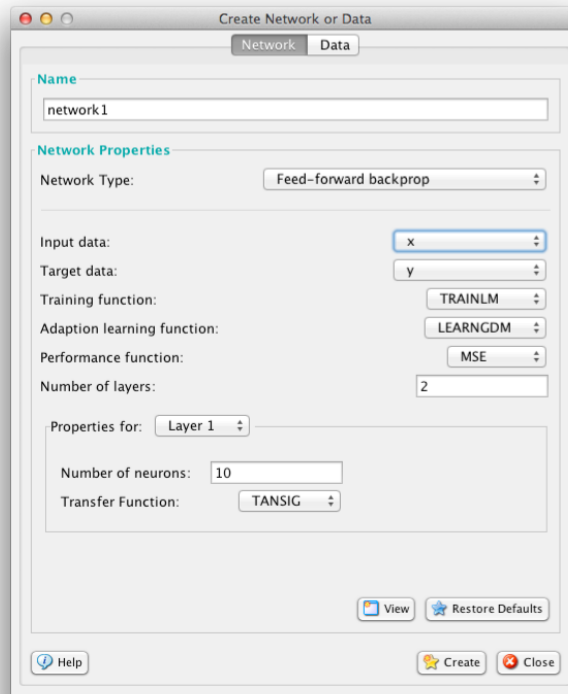 Create Network or Data
Network Data
Name
network1
Network Properties
Network Type: Feed-forward backprop
Input data: x
Target data: y
Training function: TRAINLM
Adaption learning function: LEARNGDM
Performance function: MSE
Number of layers: 2
Properties for: Layer 1
Number of neurons: 10
Transfer Function: TANSIG
View Restore Defaults
Help Create Close